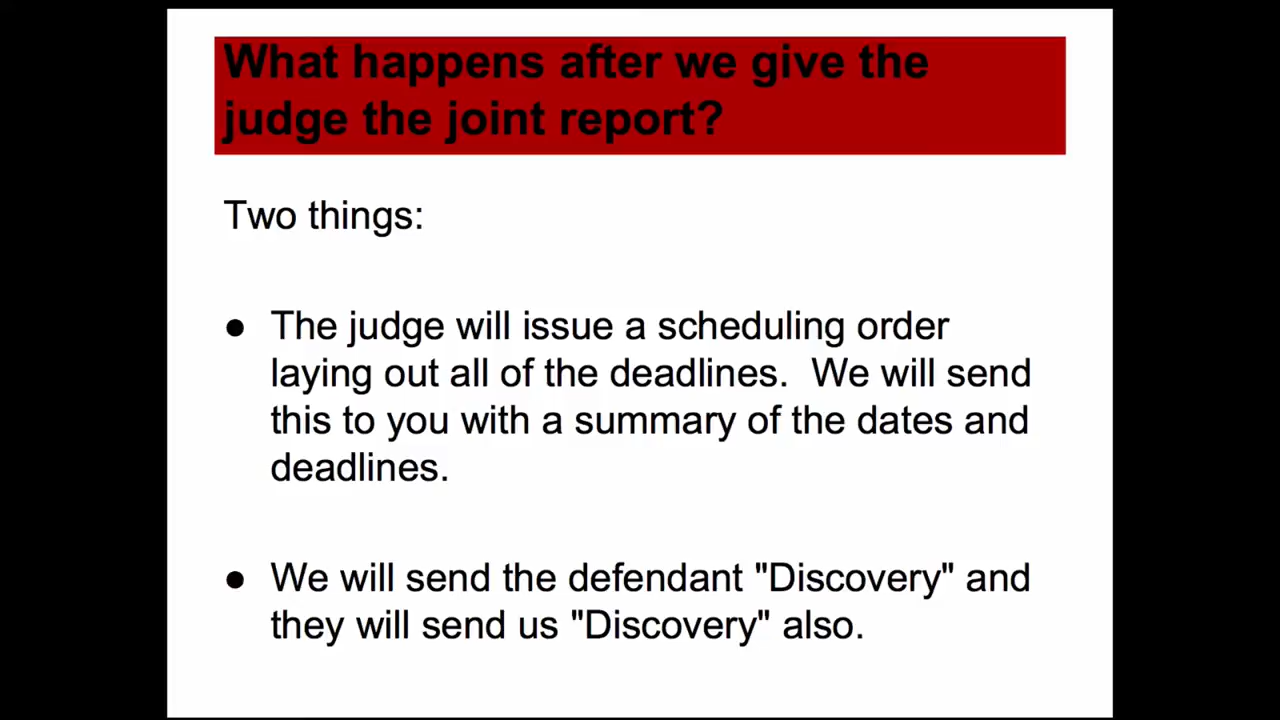 What happens after we give the
judge the joint report?
Two things:
● The judge will issue a scheduling order
laying out all of the deadlines.  We will send
this to you with a summary of the dates and
deadlines.
● We will send the defendant "Discovery" and
they will send us "Discovery" also.